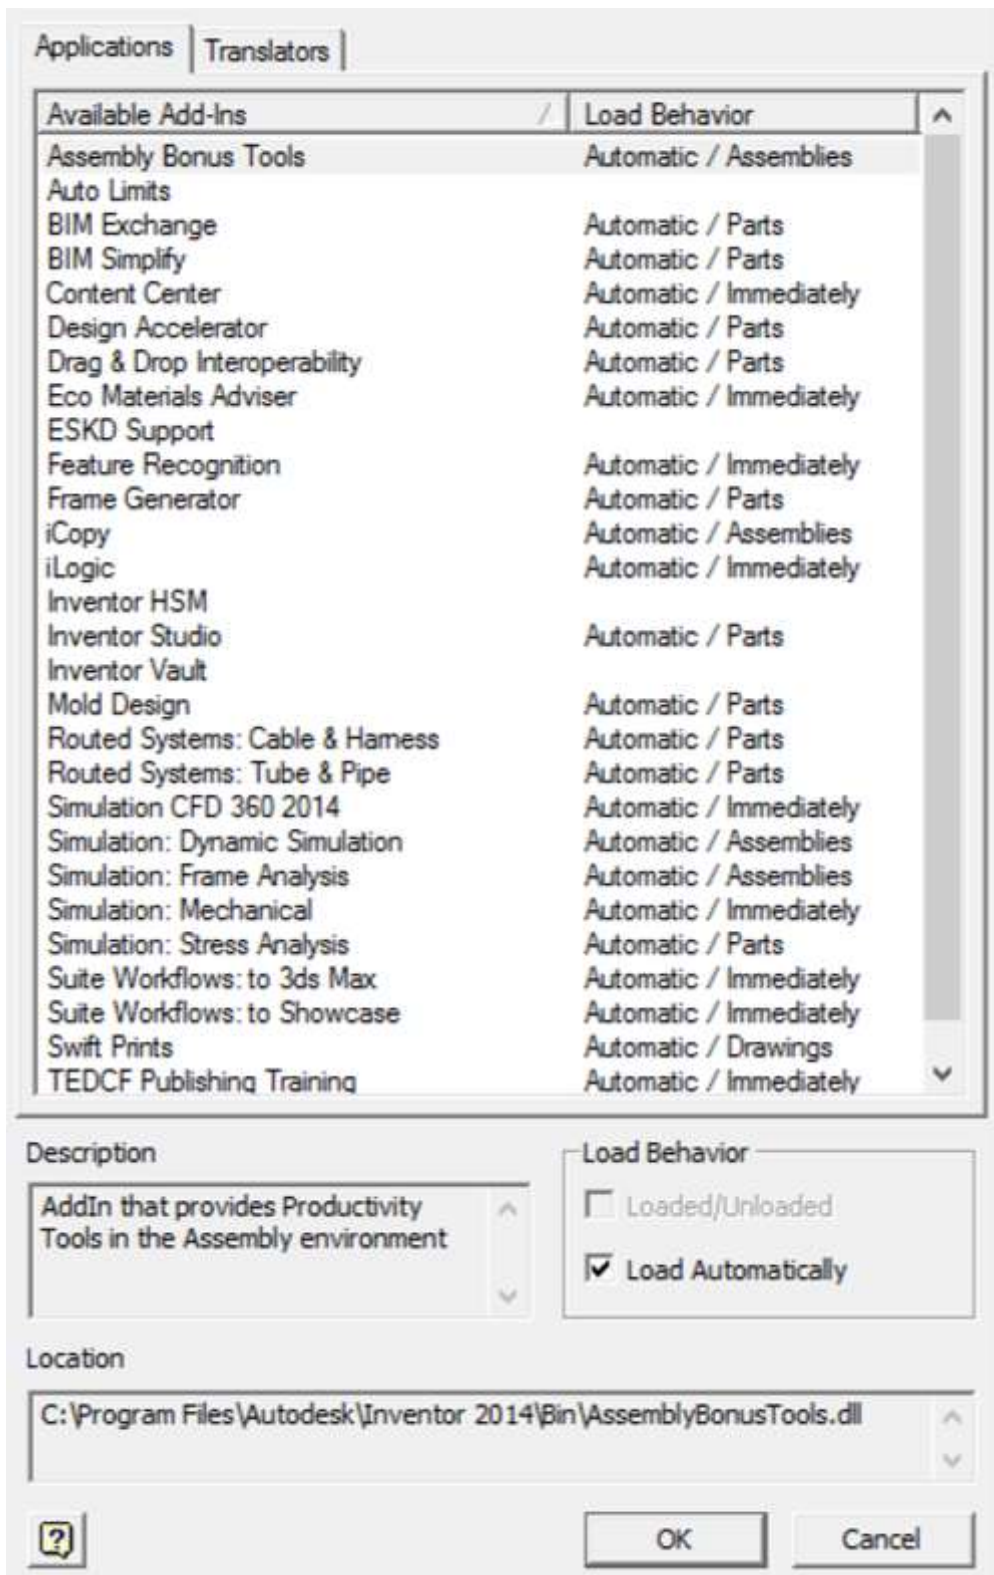 Applications Translators
Available Add-Ins Load Behavior
Assembly Bonus Tools Automatic / Assemblies
Auto Limits
BIM Exchange Automatic / Parts
BIM Simplify Automatic / Parts
Content Center Automatic / Immediately
Design Accelerator Automatic / Parts
Drag & Drop Interoperability Automatic / Parts
Eco Materials Adviser Automatic / Immediately
ESKD Support
Feature Recognition Automatic / Immediately
Frame Generator Automatic / Parts
iCopy Automatic / Assemblies
iLogic Automatic / Immediately
Inventor HSM
Inventor Studio Automatic / Parts
Inventor Vault
Mold Design Automatic / Parts
Routed Systems: Cable & Harness Automatic / Parts
Routed Systems: Tube & Pipe Automatic / Parts
Simulation CFD 360 2014 Automatic / Immediately
Simulation: Dynamic Simulation Automatic / Assemblies
Simulation: Frame Analysis Automatic / Assemblies
Simulation: Mechanical Automatic / Immediately
Simulation: Stress Analysis Automatic / Parts
Suite Workflows: to 3ds Max Automatic / Immediately
Suite Workflows: to Showcase Automatic / Immediately
Swift Prints Automatic / Drawings
TEDCF Publishing Training Automatic / Immediately
Description
AddIn that provides Productivity
Tools in the Assembly environment
Load Behavior
Loaded/Unloaded
Load Automatically
Location
C:\Program Files\Autodesk\Inventor 2014\Bin\AssemblyBonusTools.dll
? OK Cancel